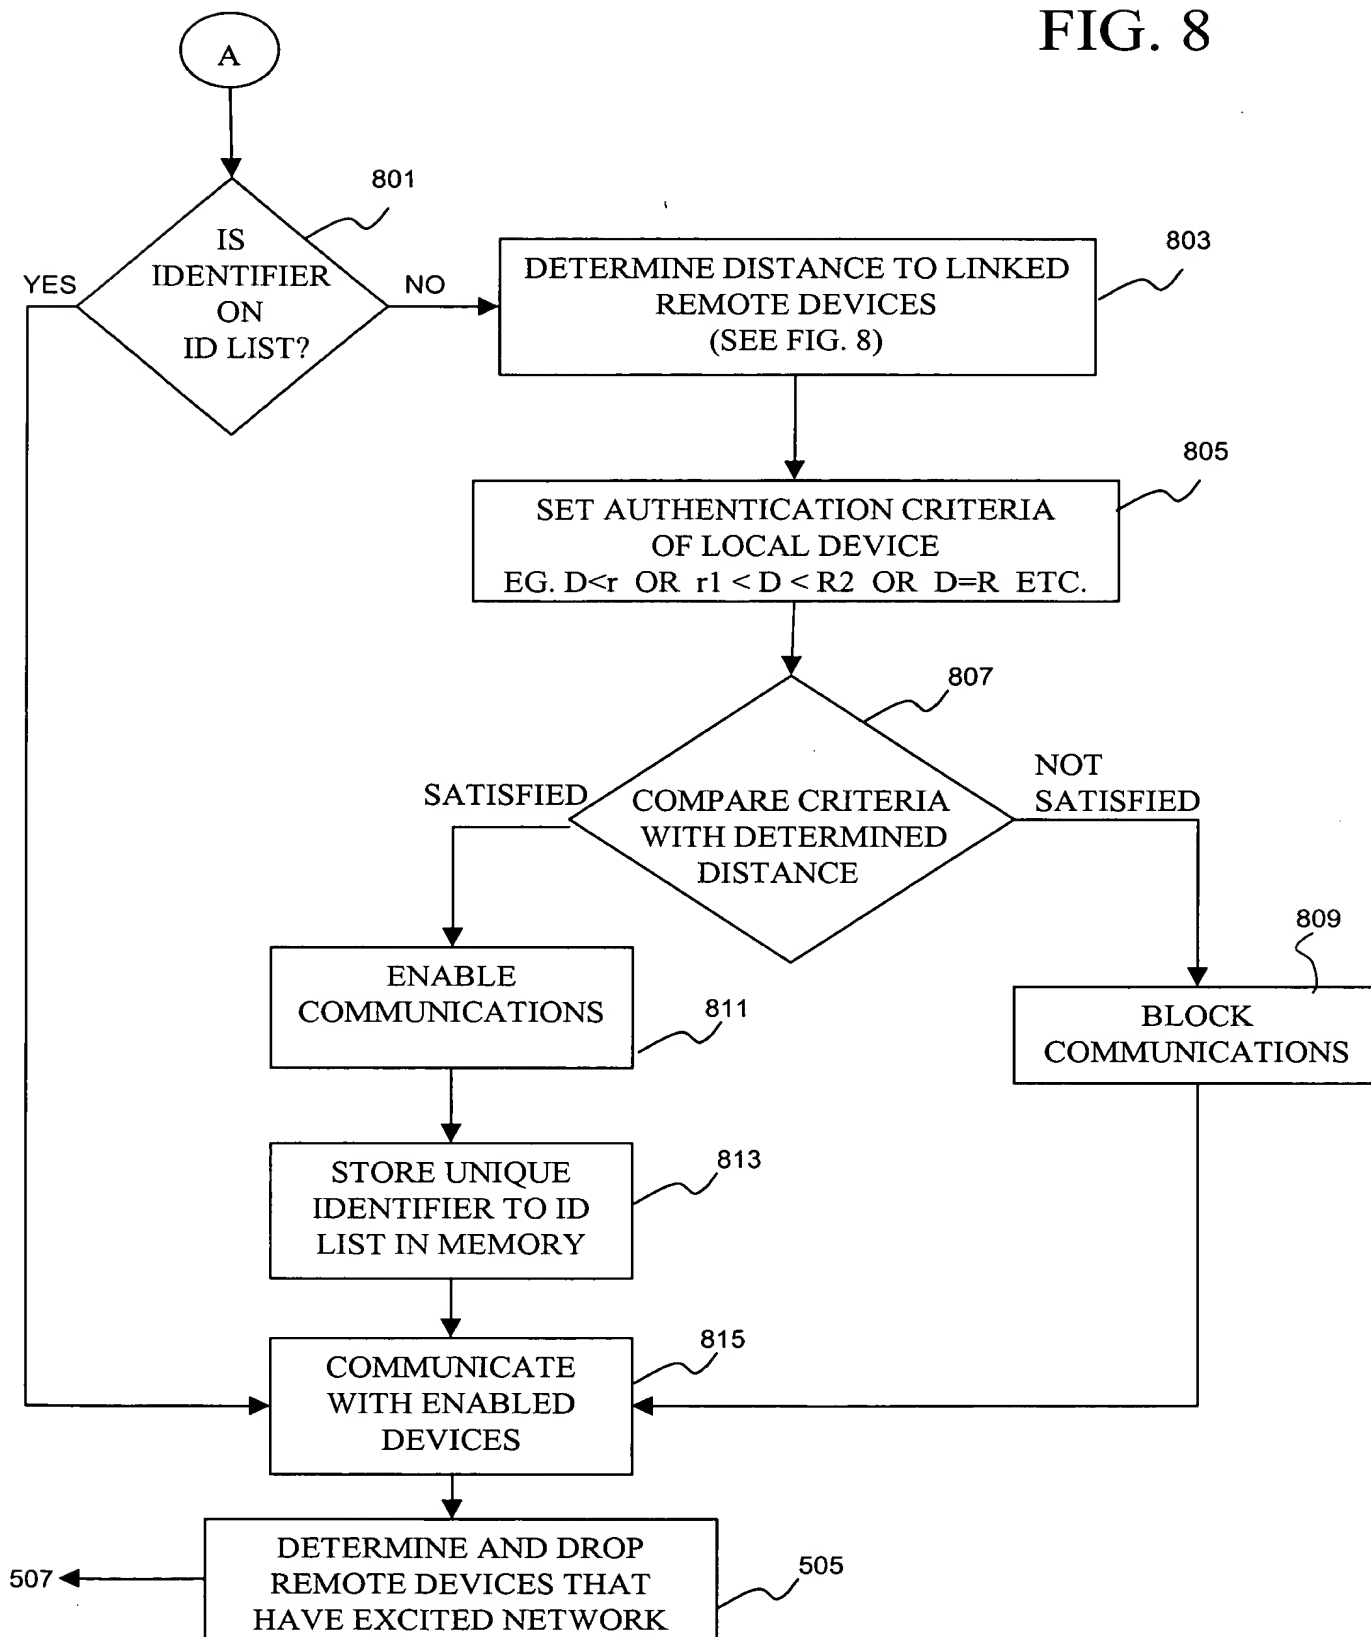 FIG. 8
A
801
IS
IDENTIFIER
ON
ID LIST?
YES
NO
803
DETERMINE DISTANCE TO LINKED
REMOTE DEVICES
(SEE FIG. 8)
805
SET AUTHENTICATION CRITERIA
OF LOCAL DEVICE
EG. D<r OR r1 < D < R2 OR D=R ETC.
807
COMPARE CRITERIA
WITH DETERMINED
DISTANCE
SATISFIED
NOT
SATISFIED
809
BLOCK
COMMUNICATIONS
ENABLE
COMMUNICATIONS
811
STORE UNIQUE
IDENTIFIER TO ID
LIST IN MEMORY
813
COMMUNICATE
WITH ENABLED
DEVICES
815
DETERMINE AND DROP
REMOTE DEVICES THAT
HAVE EXCITED NETWORK
505
507